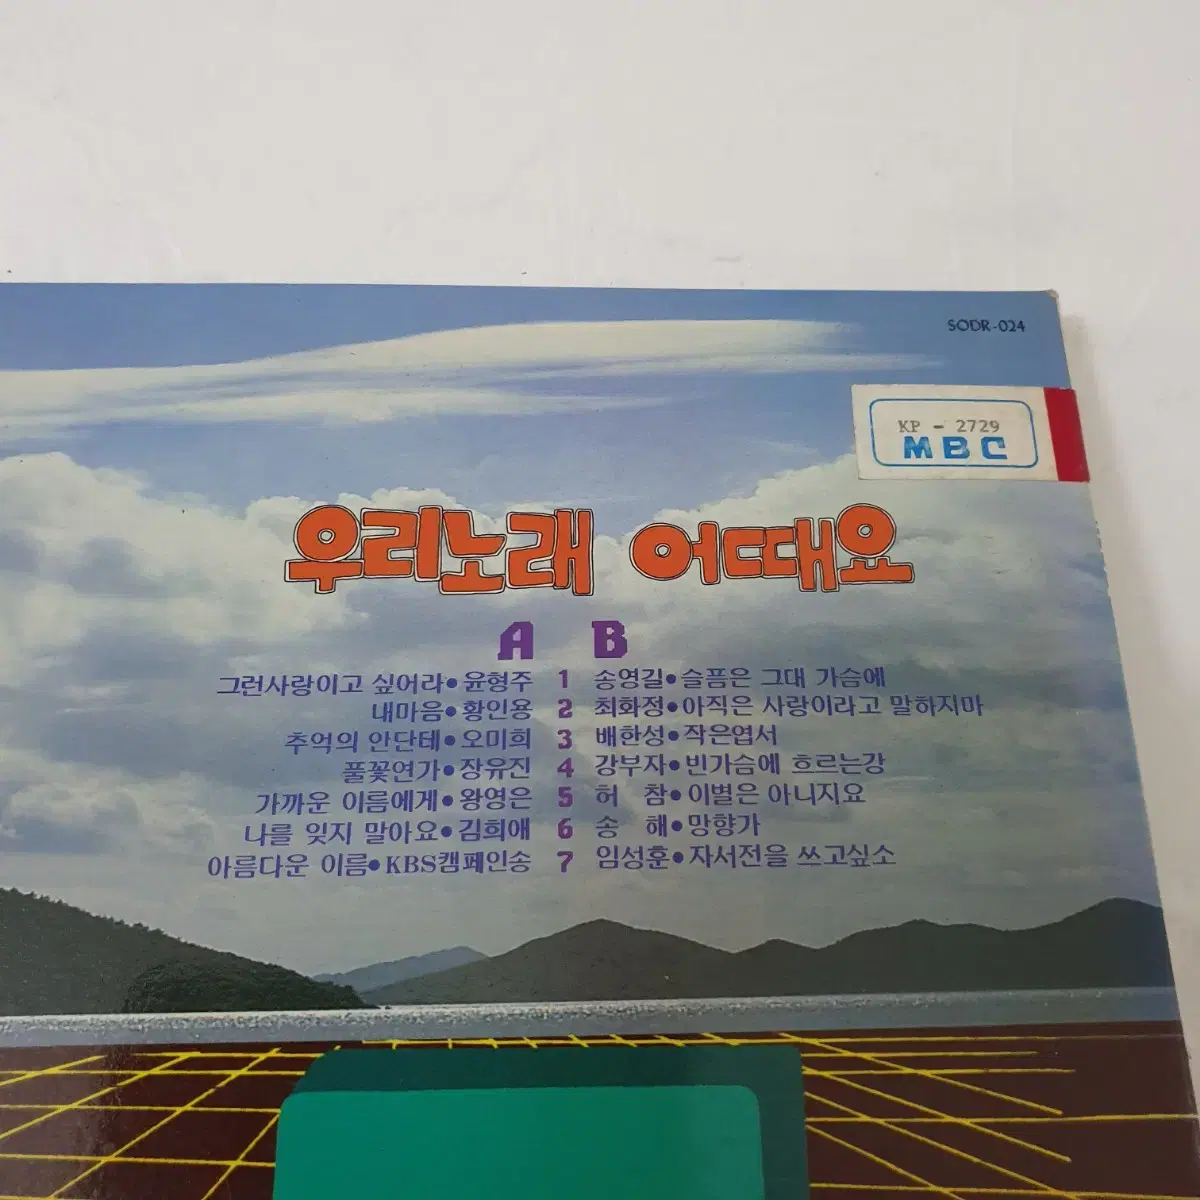 SODR-024
KP - 2729
MBC
우리노래 어때요
A B
그런사랑이고 싶어라•윤형주 1 송영길•슬픔은 그대 가슴에
내마음•황인용 2 최화정•아직은 사랑이라고 말하지마
추억의 안단테•오미희 3 배한성•작은엽서
풀꽃연가•장유진 4 강부자•빈가슴에 흐르는강
가까운 이름에게•왕영은 5 허 참•이별은 아니지요
나를 잊지 말아요•김희애 6 송 해•망향가
아름다운 이름•KBS캠페인송 7 임성훈•자서전을 쓰고싶소